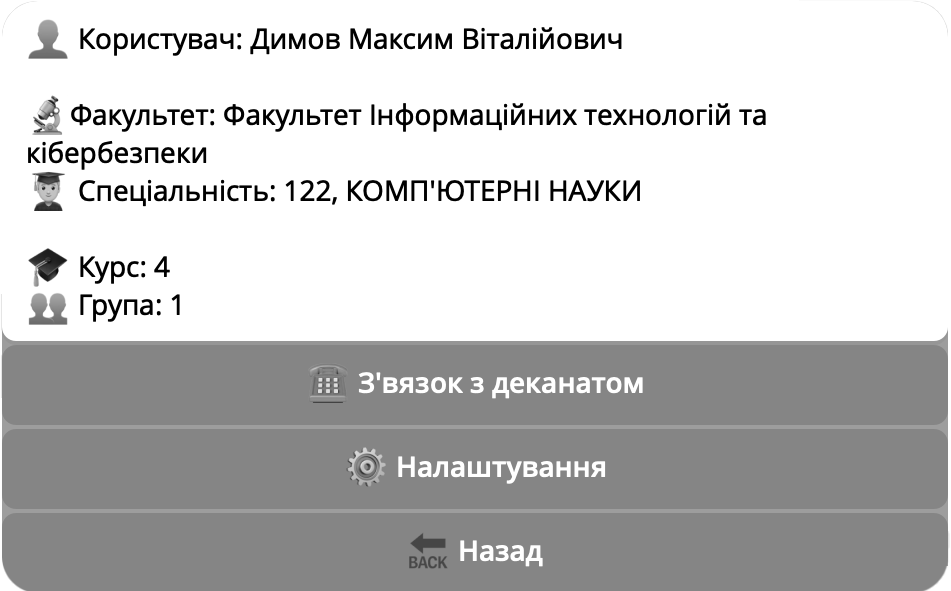 Користувач: Димов Максим Віталійович
Факультет: Факультет Інформаційних технологій та
кібербезпеки
Спеціальність: 122, КОМП'ЮТЕРНІ НАУКИ
Курс: 4
Група: 1
З'вязок з деканатом
Налаштування
BACK Назад